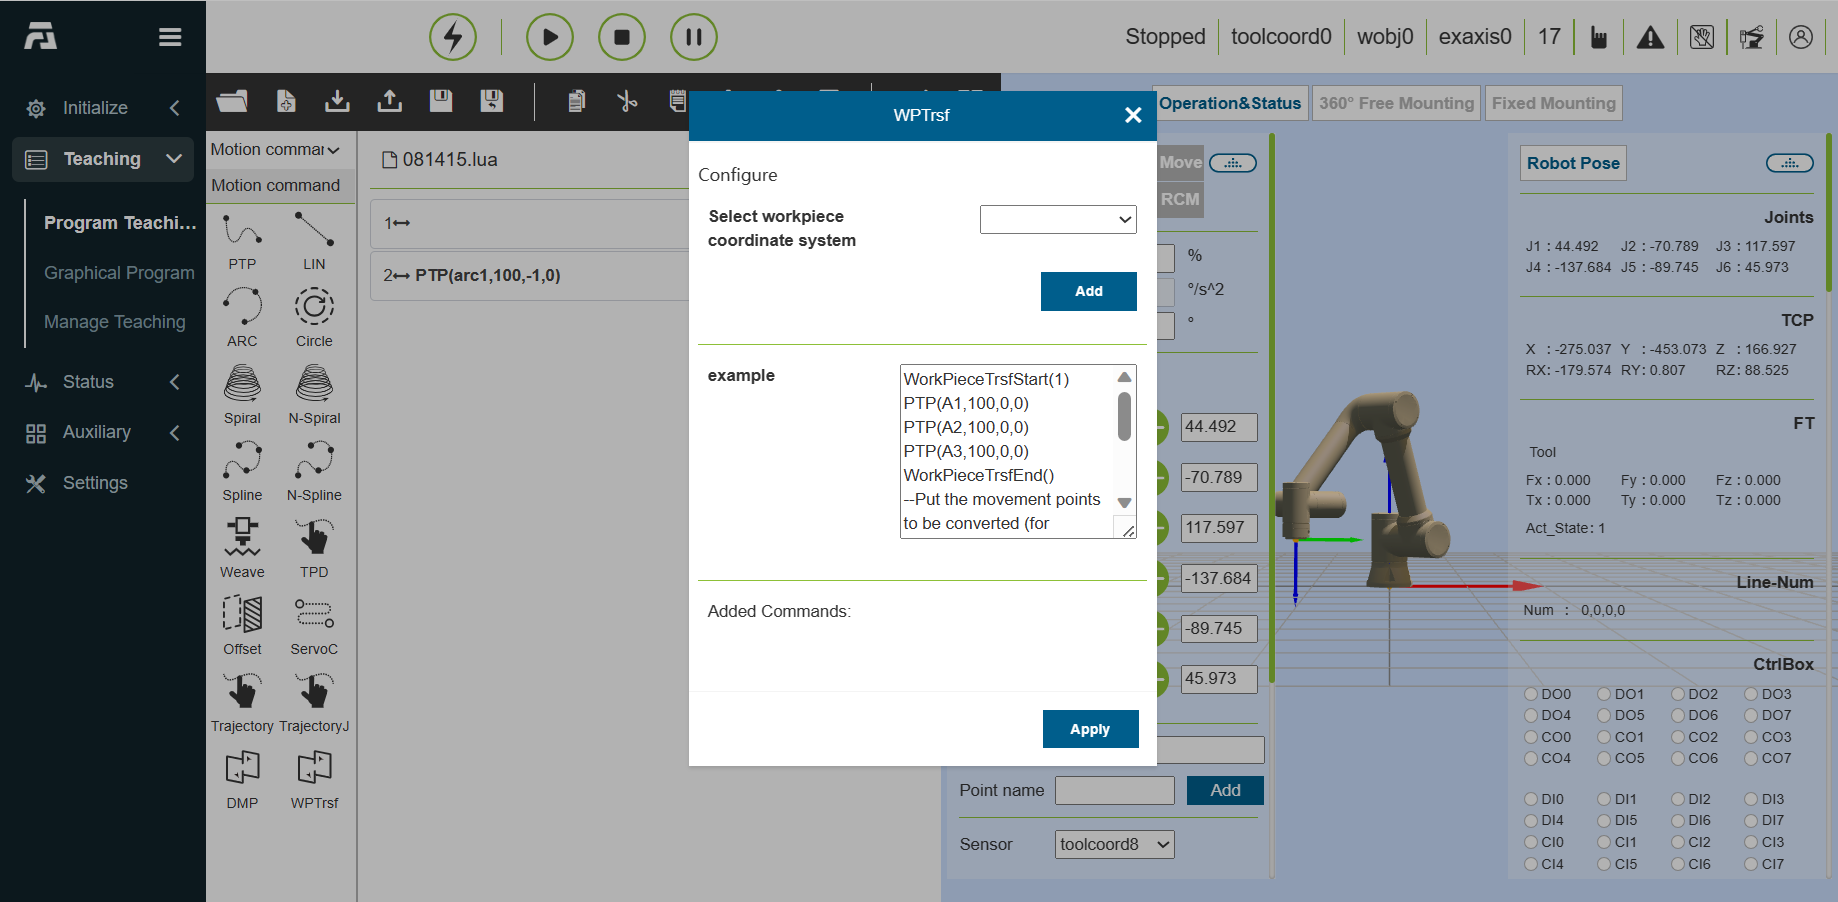 Stopped
toolcoord0
wobj0
exaxis0
17
Initialize
Teaching
Program Teachi...
Graphical Program
Manage Teaching
Status
Auxiliary
Settings
Motion commar
Motion command
PTP
LIN
ARC
Circle
Spiral
N-Spiral
Spline
N-Spline
Weave
TPD
Offset
ServoC
Trajectory
TrajectoryJ
DMP
WPTrsf
081415.lua
1
2 PTP(arc1,100,-1,0)
WPTrsf
Configure
Select workpiece
coordinate system
Add
example
WorkPieceTrsfStart(1)
PTP(A1,100,0,0)
PTP(A2,100,0,0)
PTP(A3,100,0,0)
WorkPieceTrsfEnd()
--Put the movement points
to be converted (for
Added Commands:
Apply
Operation&Status
360° Free Mounting
Fixed Mounting
Move
RCM
%
°/s^2
°
44.492
-70.789
117.597
-137.684
-89.745
45.973
Point name
Add
Sensor
toolcoord8
Robot Pose
Joints
J1 : 44.492 J2 : -70.789 J3 : 117.597
J4 : -137.684 J5 : -89.745 J6 : 45.973
TCP
X : -275.037 Y : -453.073 Z : 166.927
RX: -179.574 RY: 0.807 RZ: 88.525
FT
Tool
Fx : 0.000 Fy : 0.000 Fz : 0.000
Tx : 0.000 Ty : 0.000 Tz : 0.000
Act_State: 1
Line-Num
Num : 0,0,0,0
CtrlBox
DO0 DO1 DO2 DO3
DO4 DO5 DO6 DO7
CO0 CO1 CO2 CO3
CO4 CO5 CO6 CO7
DI0 DI1 DI2 DI3
DI4 DI5 DI6 DI7
CI0 CI1 CI2 CI3
CI4 CI5 CI6 CI7